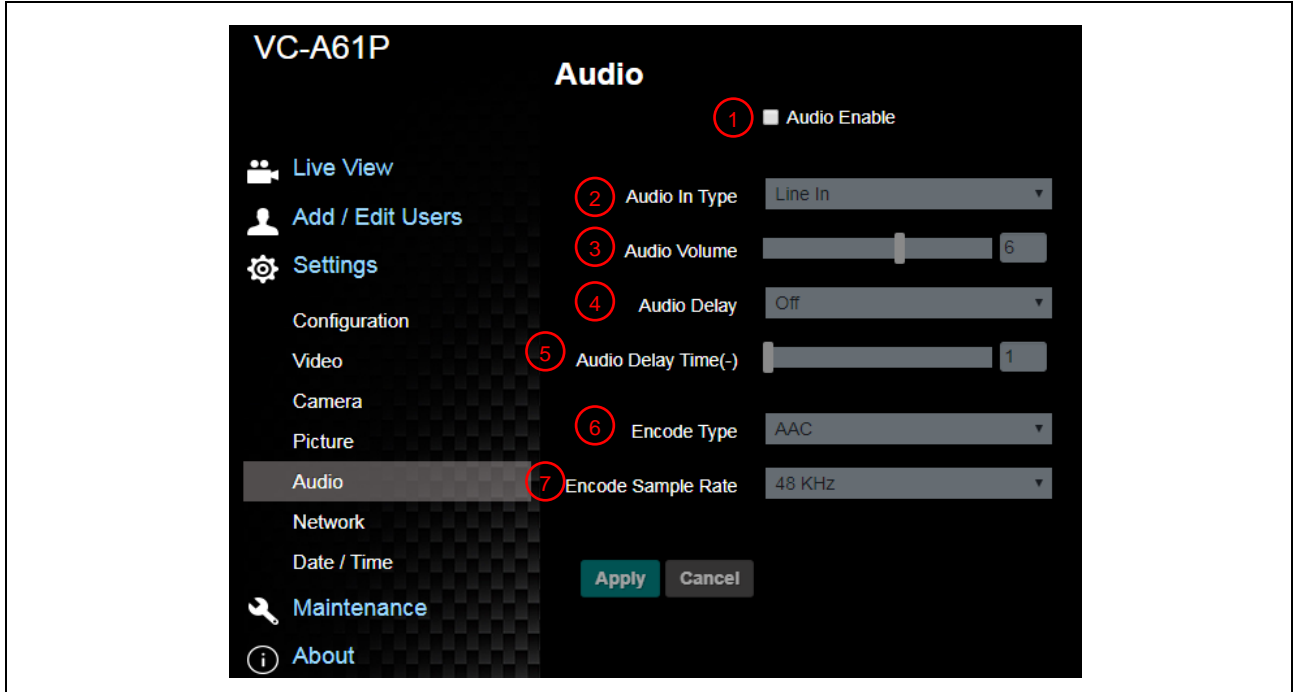 VC-A61P
Live View
Add / Edit Users
Settings
Configuration
Video
Camera
Picture
Audio
Network
Date / Time
Maintenance
About
Audio
1 Audio Enable
2 Audio In Type Line In
3 Audio Volume 6
4 Audio Delay Off
5 Audio Delay Time(-) 1
6 Encode Type AAC
7 Encode Sample Rate 48 KHz
Apply Cancel